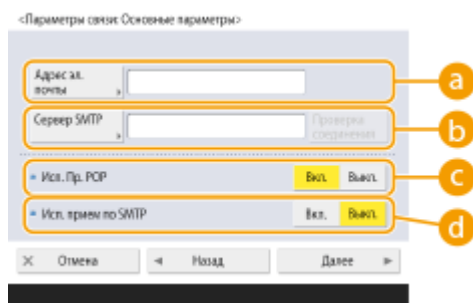 <Параметры связи: Основные параметры>
Адрес эл.
почты
a
Сервер SMTP
Проверка
соединения
b
Исп. Пр. POP
Вкл. Выкл.
c
Исп. прием по SMTP
Вкл. Выкл.
d
Отмена
Назад
Далее